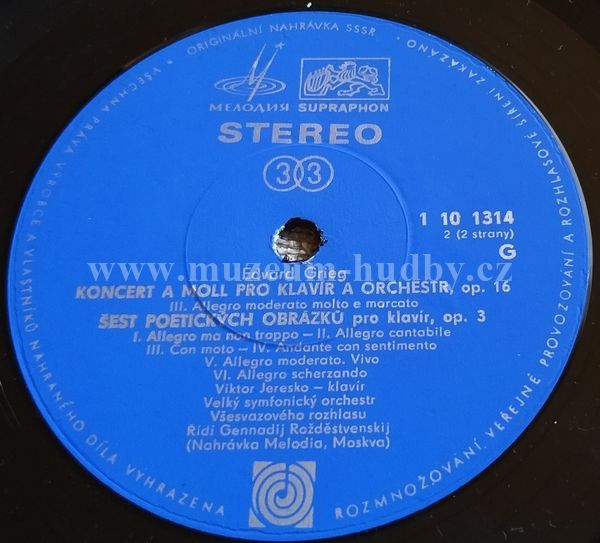 VŠECHNA PRÁVA VÝROBCE A VLASTNÍKŮ NAHRANÉHO DÍLA VYHRAZENA
• ORIGINÁLNÍ NAHRÁVKA SSSR •
ROZMNOŽOVÁNÍ, VEŘEJNÉ PROVOZOVÁNÍ A ROZHLASOVÉ ŠÍŘENÍ ZAKÁZÁNO
МЕЛОДИЯ SUPRAPHON
STEREO
33
1 10 1314
2 (2 strany)
G
www.muzeum-hudby.cz
Edvard Grieg
KONCERT A MOLL PRO KLAVÍR A ORCHESTR, op. 16
III. Allegro moderato molto e marcato
ŠEST POETICKÝCH OBRÁZKŮ pro klavír, op. 3
I. Allegro ma non troppo – II. Allegro cantabile
III. Con moto – IV. Andante con sentimento
V. Allegro moderato. Vivo
VI. Allegro scherzando
Viktor Jeresko – klavír
Velký symfonický orchestr
Všesvazového rozhlasu
Řídí Gennadij Rožděstvenskij
(Nahrávka Melodia, Moskva)